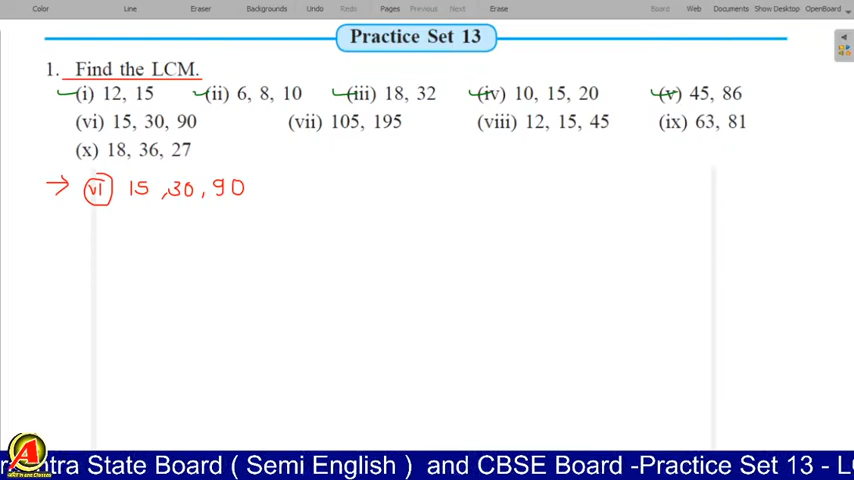 Color Line Eraser Backgrounds Undo Redo Pages Previous Next Erase Board Web Documents Show Desktop OpenBoard
Practice Set 13
1. Find the LCM.
(i) 12, 15 (ii) 6, 8, 10 (iii) 18, 32 (iv) 10, 15, 20 (v) 45, 86
(vi) 15, 30, 90 (vii) 105, 195 (viii) 12, 15, 45 (ix) 63, 81
(x) 18, 36, 27
→ (vi) 15 , 30 , 90
A
ntra State Board ( Semi English ) and CBSE Board -Practice Set 13 - L